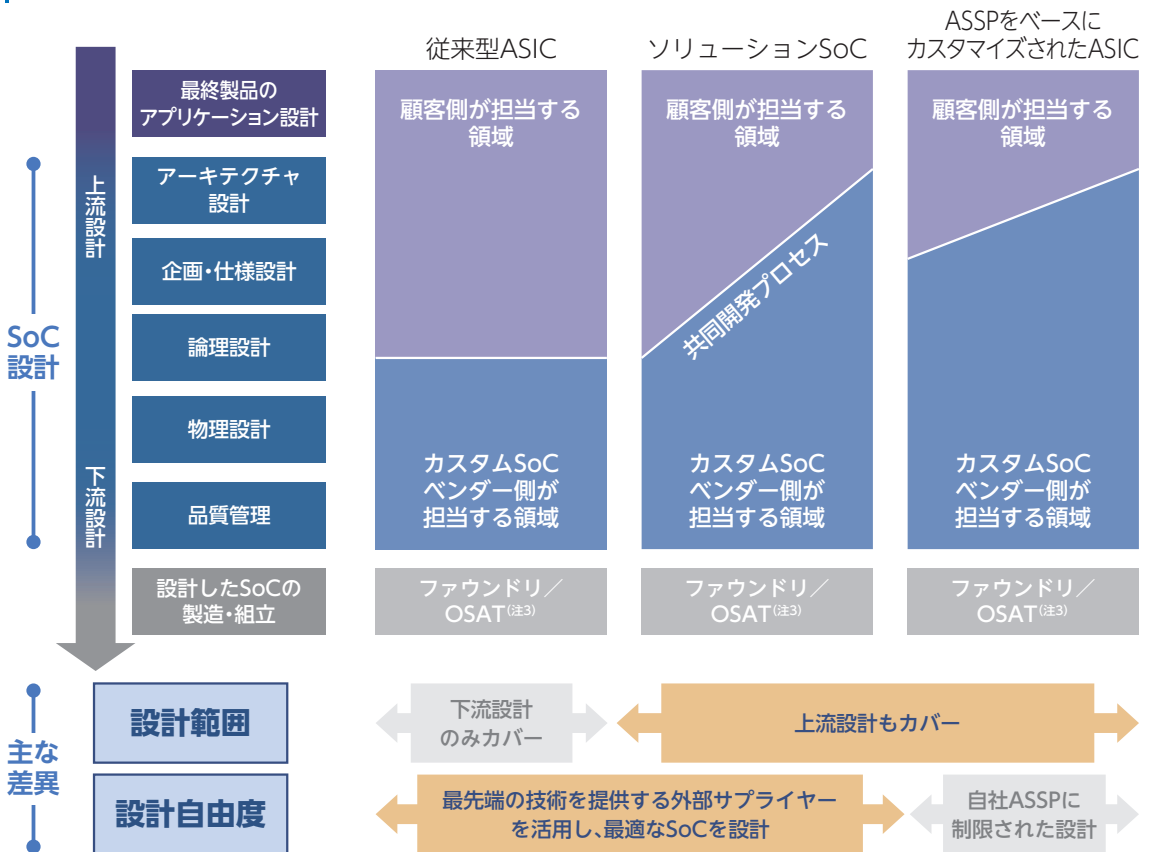 従来型ASIC
ソリューションSoC
ASSPをベースに
カスタマイズされたASIC
最終製品の
アプリケーション設計
顧客側が担当する
領域
顧客側が担当する
領域
顧客側が担当する
領域
上流設計
アーキテクチャ
設計
企画・仕様設計
共同開発プロセス
SoC
設計
論理設計
物理設計
下流設計
品質管理
カスタムSoC
ベンダー側が
担当する領域
カスタムSoC
ベンダー側が
担当する領域
カスタムSoC
ベンダー側が
担当する領域
設計したSoCの
製造・組立
ファウンドリ/
OSAT(注3)
ファウンドリ/
OSAT(注3)
ファウンドリ/
OSAT(注3)
主な
差異
設計範囲
下流設計
のみカバー
上流設計もカバー
設計自由度
最先端の技術を提供する外部サプライヤー
を活用し、最適なSoCを設計
自社ASSPに
制限された設計